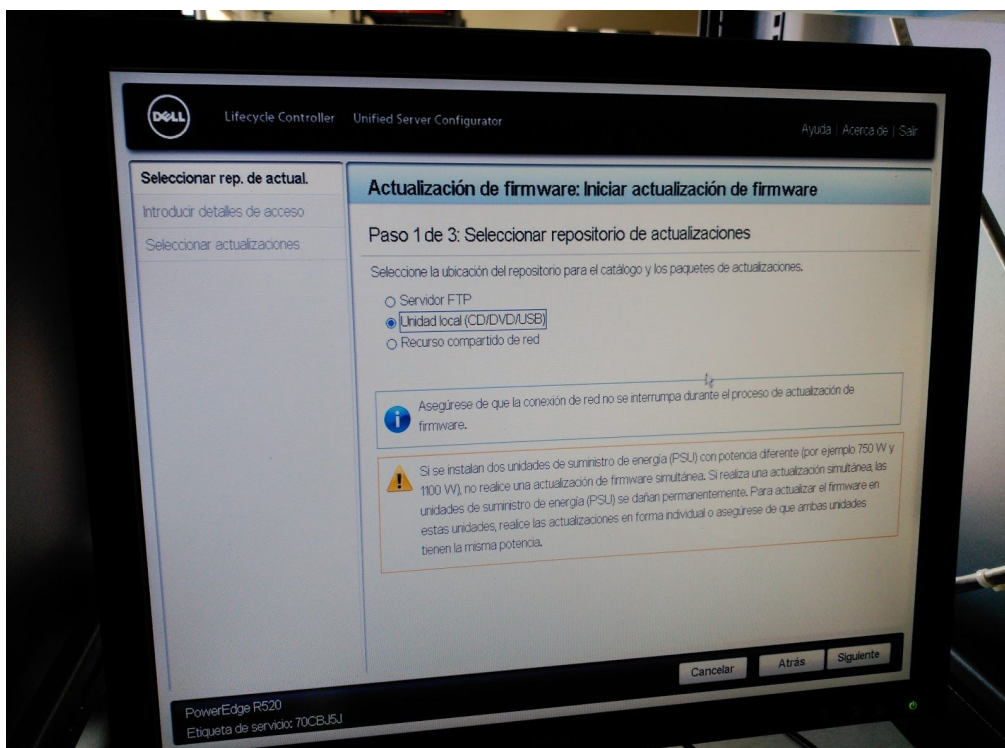 DELL
Lifecycle Controller
Unified Server Configurator
Ayuda | Acerca de | Salir
Seleccionar rep. de actual.
Introducir detalles de acceso
Seleccionar actualizaciones
Actualización de firmware: Iniciar actualización de firmware
Paso 1 de 3: Seleccionar repositorio de actualizaciones
Seleccione la ubicación del repositorio para el catálogo y los paquetes de actualizaciones.
Servidor FTP
Unidad local (CD/DVD/USB)
Recurso compartido de red
Asegúrese de que la conexión de red no se interrumpa durante el proceso de actualización de
firmware.
Si se instalan dos unidades de suministro de energía (PSU) con potencia diferente (por ejemplo 750 W y
1100 W), no realice una actualización de firmware simultánea. Si realiza una actualización simultánea, las
unidades de suministro de energía (PSU) se dañan permanentemente. Para actualizar el firmware en
estas unidades, realice las actualizaciones en forma individual o asegúrese de que ambas unidades
tienen la misma potencia.
Cancelar
Atrás
Siguiente
PowerEdge R520
Etiqueta de servicio: 70CBJ5J